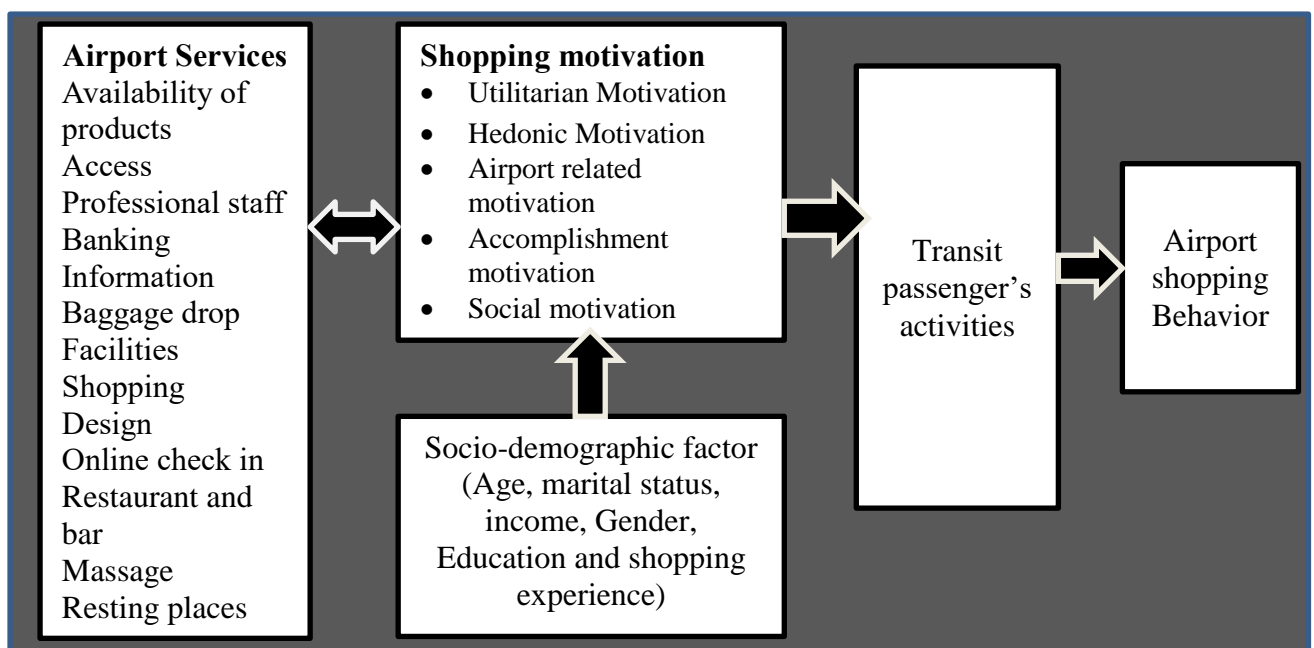 Airport Services
Availability of
products
Access
Professional staff
Banking
Information
Baggage drop
Facilities
Shopping
Design
Online check in
Restaurant and
bar
Massage
Resting places
Shopping motivation
• Utilitarian Motivation
• Hedonic Motivation
• Airport related
motivation
• Accomplishment
motivation
• Social motivation
Socio-demographic factor
(Age, marital status,
income, Gender,
Education and shopping
experience)
Transit
passenger’s
activities
Airport
shopping
Behavior